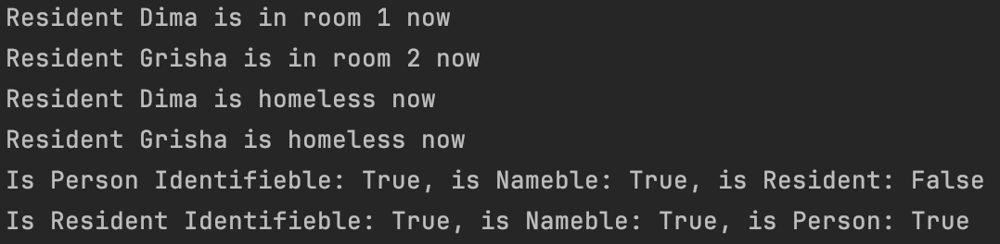 Resident Dima is in room 1 now
Resident Grisha is in room 2 now
Resident Dima is homeless now
Resident Grisha is homeless now
Is Person Identifieble: True, is Nameble: True, is Resident: False
Is Resident Identifieble: True, is Nameble: True, is Person: True